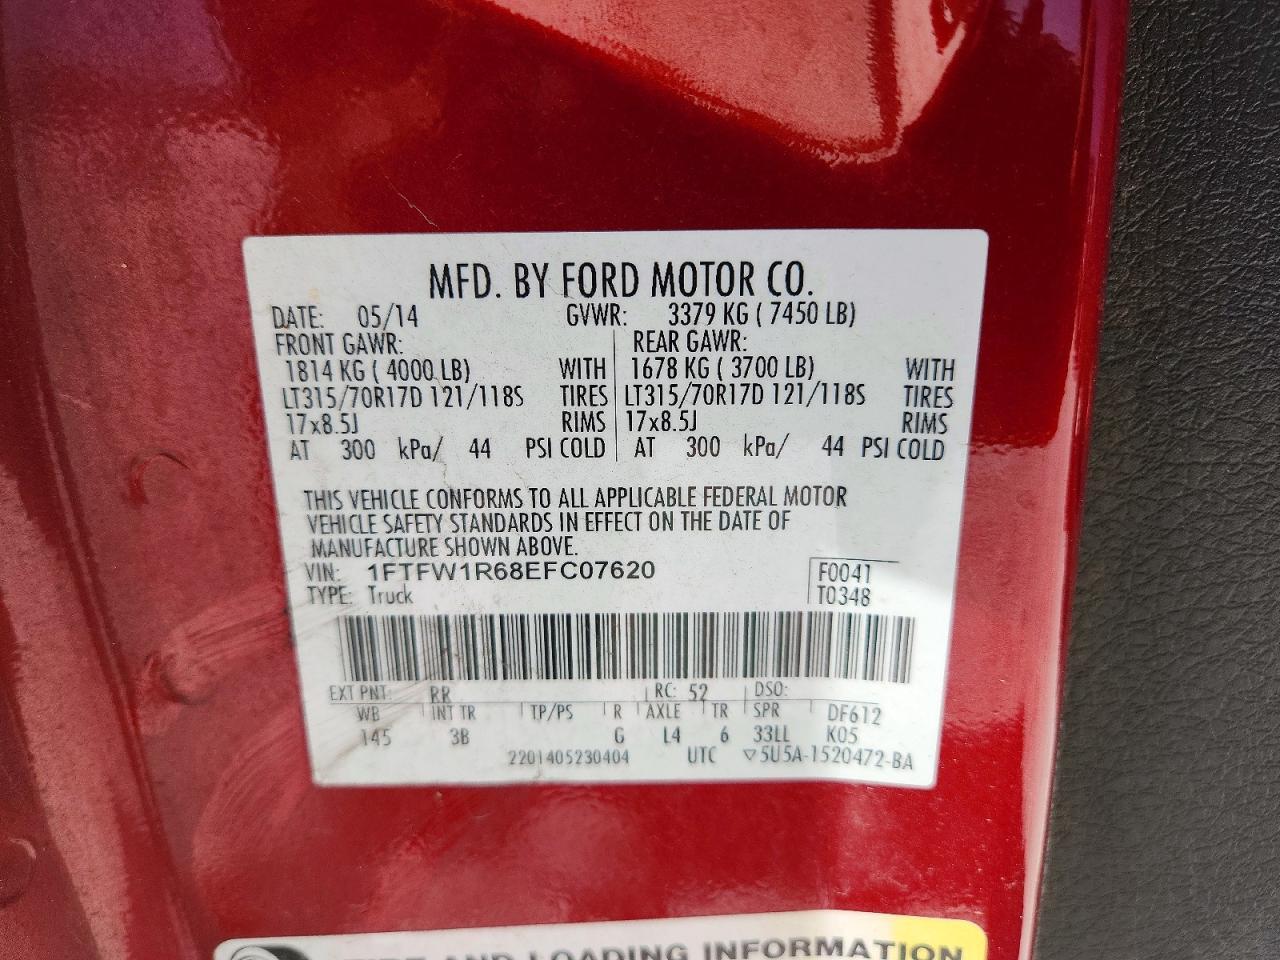 MFD. BY FORD MOTOR CO.
DATE: 05/14 GVWR: 3379 KG ( 7450 LB)
FRONT GAWR: REAR GAWR:
1814 KG ( 4000 LB) WITH 1678 KG ( 3700 LB) WITH
LT315/70R17D 121/118S TIRES LT315/70R17D 121/118S TIRES
17x8.5J RIMS 17x8.5J RIMS
AT 300 kPa/ 44 PSI COLD AT 300 kPa/ 44 PSI COLD
THIS VEHICLE CONFORMS TO ALL APPLICABLE FEDERAL MOTOR
VEHICLE SAFETY STANDARDS IN EFFECT ON THE DATE OF
MANUFACTURE SHOWN ABOVE.
VIN: 1FTFW1R68EFC07620 F0041
TYPE: Truck T0348
EXT PNT: RR RC: 52 DSO:
WB INT TR TP/PS R AXLE TR SPR DF612
145 3B G L4 6 33LL K05
2201405230404 UTC ▽5U5A-1520472-BA
AND LOADING INFORMATION